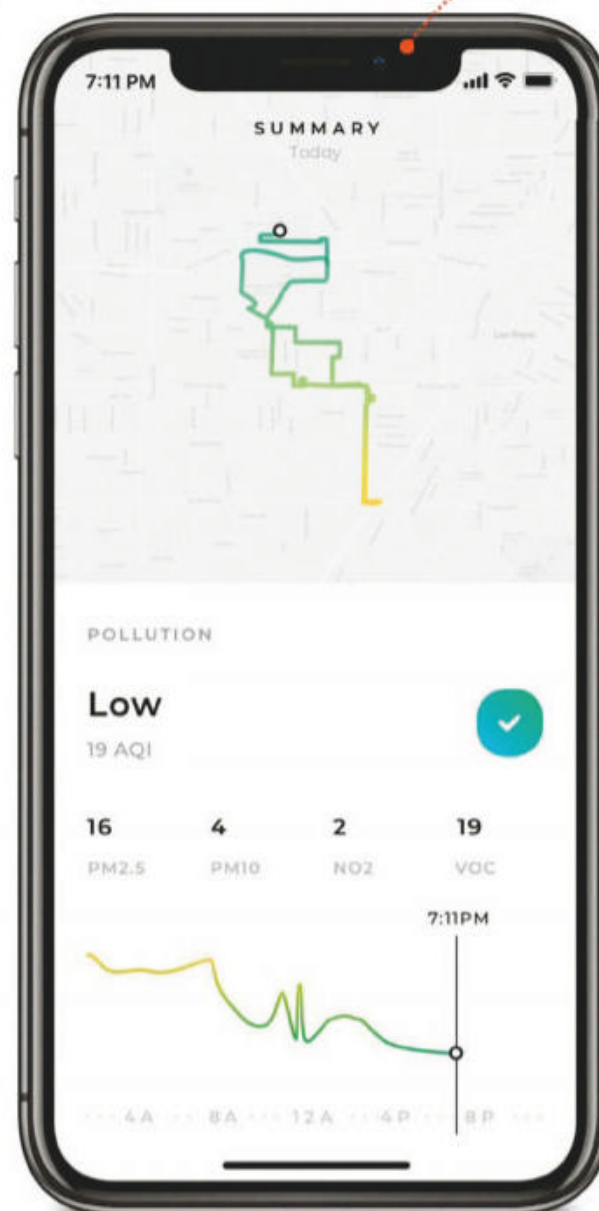 7:11 PM
SUMMARY
Today
POLLUTION
Low
19 AQI
16 4 2 19
PM2.5 PM10 NO2 VOC
7:11PM
4A 8A 12A 4P 8P